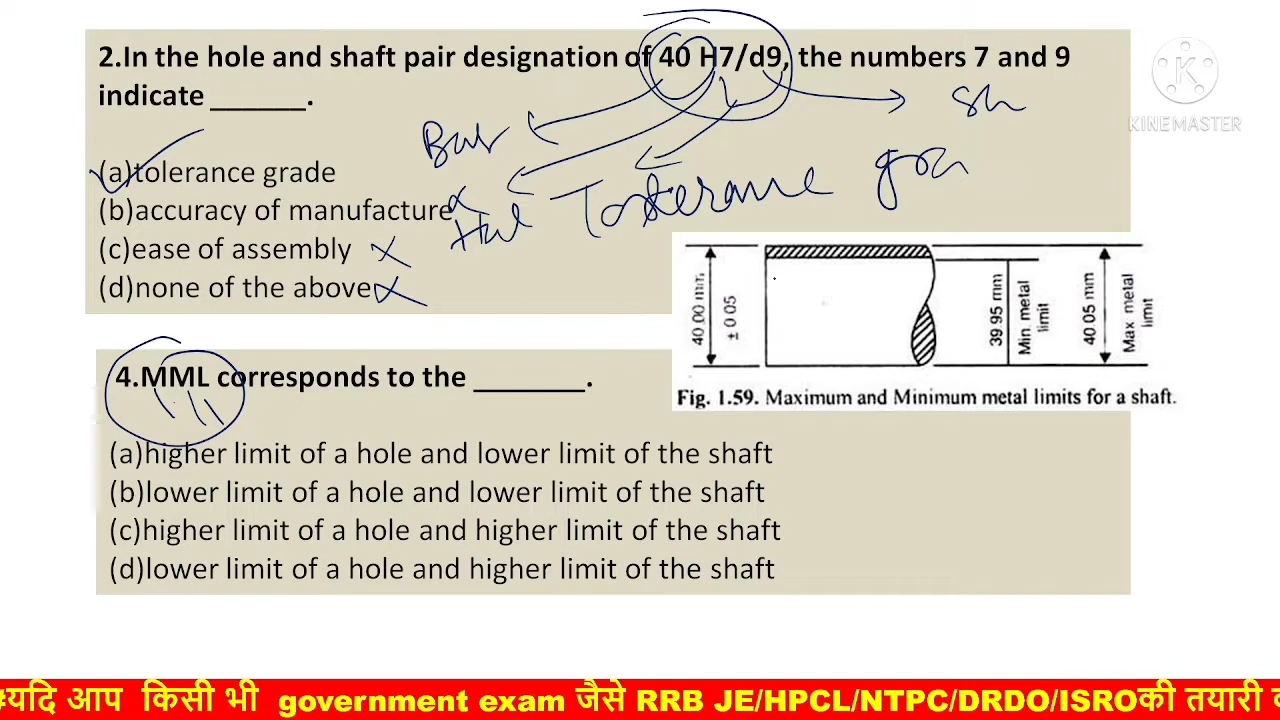 2.In the hole and shaft pair designation of 40 H7/d9, the numbers 7 and 9
indicate ______.
(a)tolerance grade
(b)accuracy of manufacture
(c)ease of assembly
(d)none of the above
Tolerance
KINEMASTER
40.00 mm
± 0.05
39.95 mm
Min. metal
limit
40.05 mm
Max metal
limit
Fig. 1.59. Maximum and Minimum metal limits for a shaft.
4.MML corresponds to the _______.
(a)higher limit of a hole and lower limit of the shaft
(b)lower limit of a hole and lower limit of the shaft
(c)higher limit of a hole and higher limit of the shaft
(d)lower limit of a hole and higher limit of the shaft
#यदि आप किसी भी government exam जैसे RRB JE/HPCL/NTPC/DRDO/ISROकी तयारी